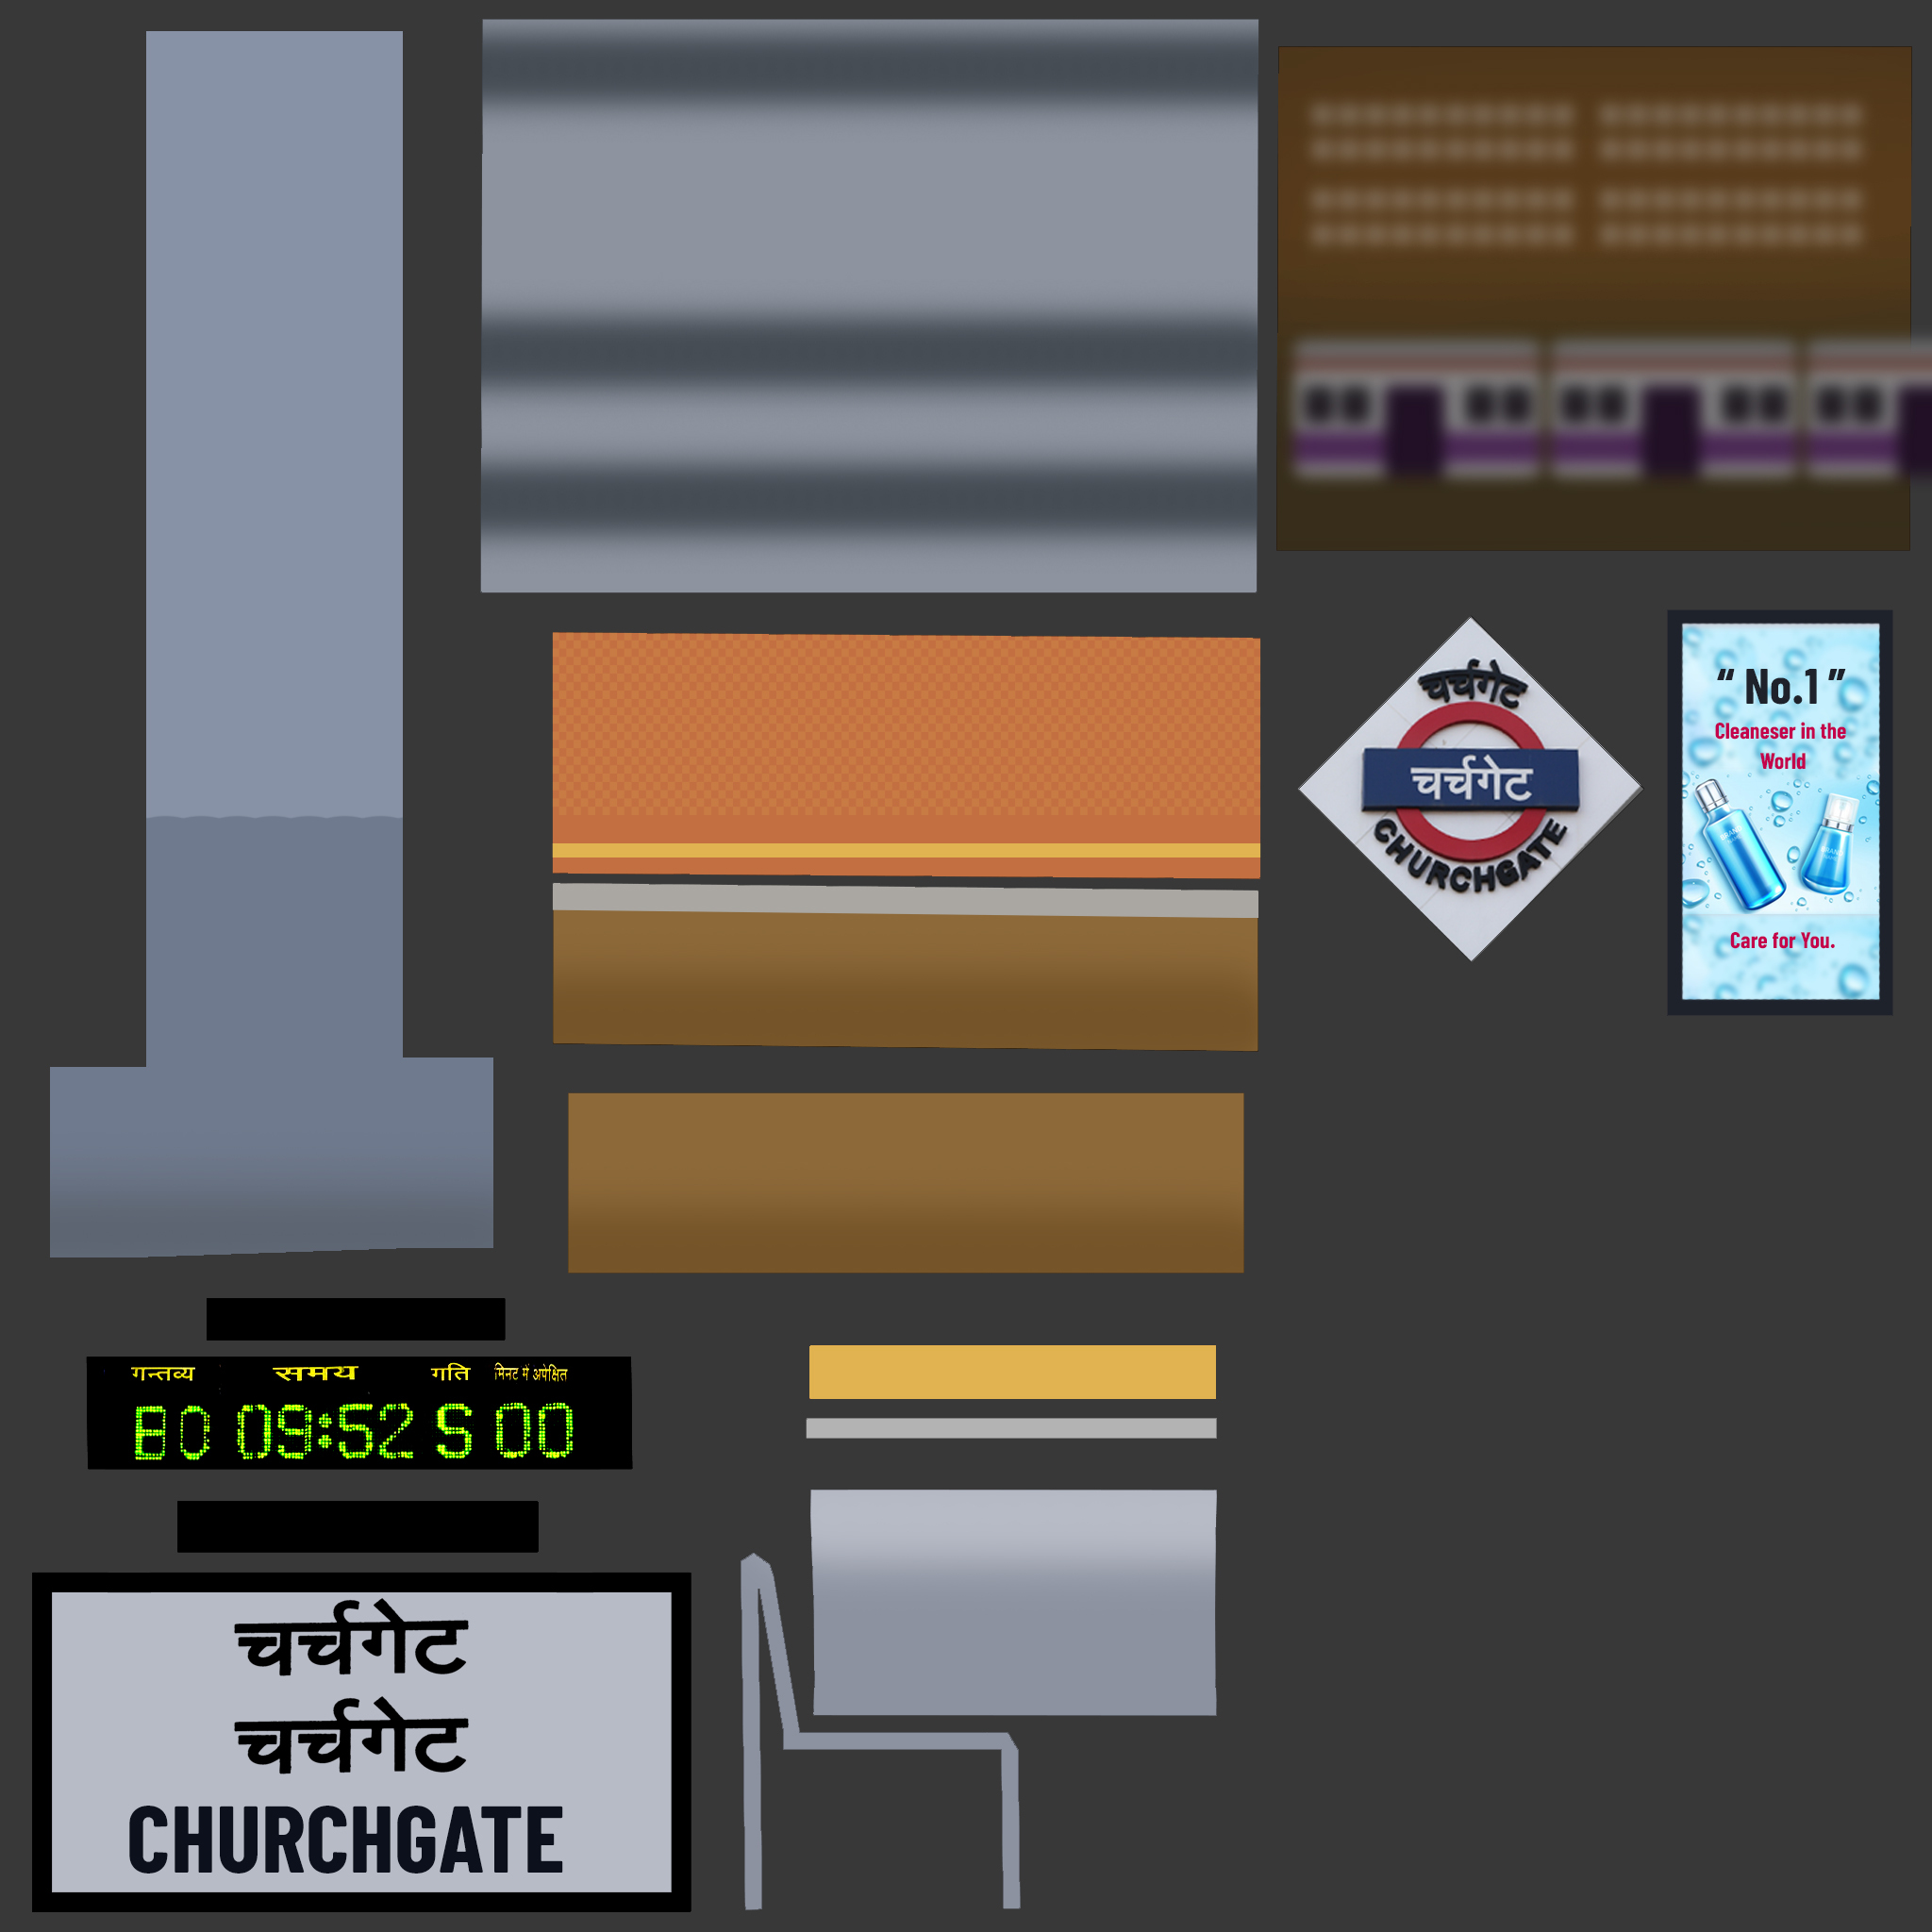 चर्चगेट
चर्चगेट
CHURCHGATE
“ No.1 ”
Cleaneser in the
World
Care for You.
गन्तव्य समय गति मिनट में अपेक्षित
BO 09:52 S 00
चर्चगेट
चर्चगेट
CHURCHGATE